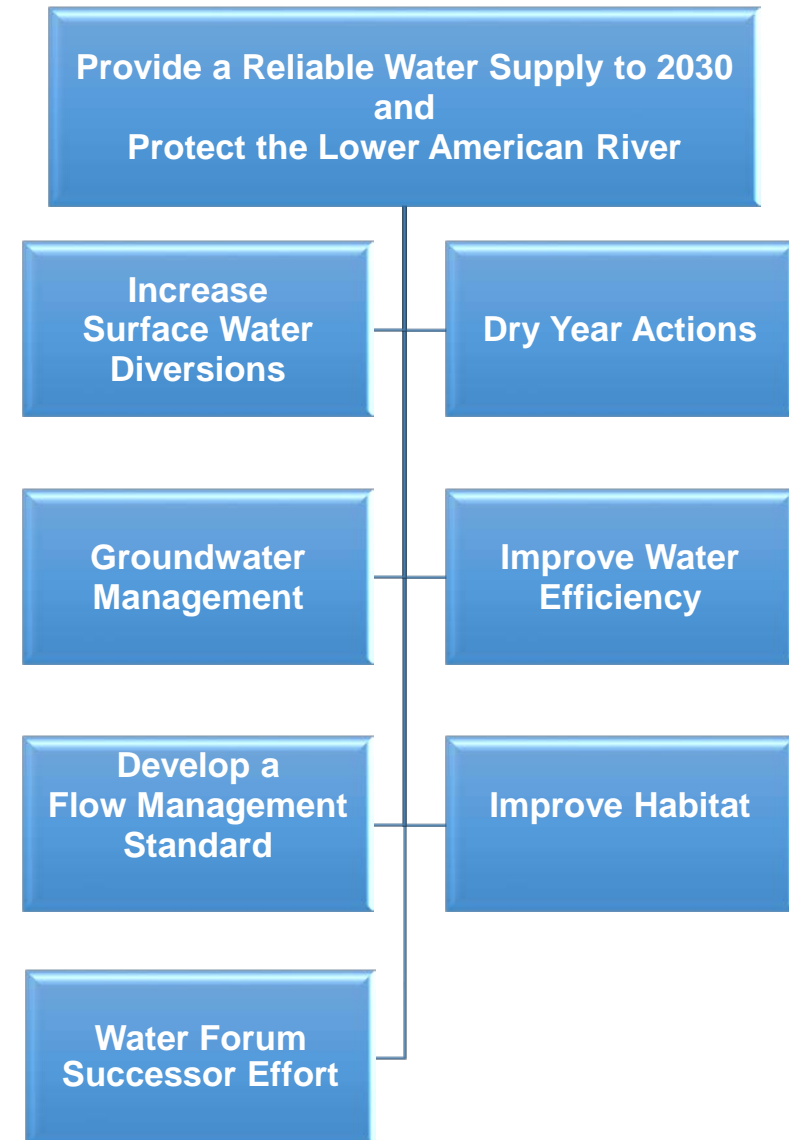 Provide a Reliable Water Supply to 2030
and
Protect the Lower American River
Increase
Surface Water
Diversions
Dry Year Actions
Groundwater
Management
Improve Water
Efficiency
Develop a
Flow Management
Standard
Improve Habitat
Water Forum
Successor Effort